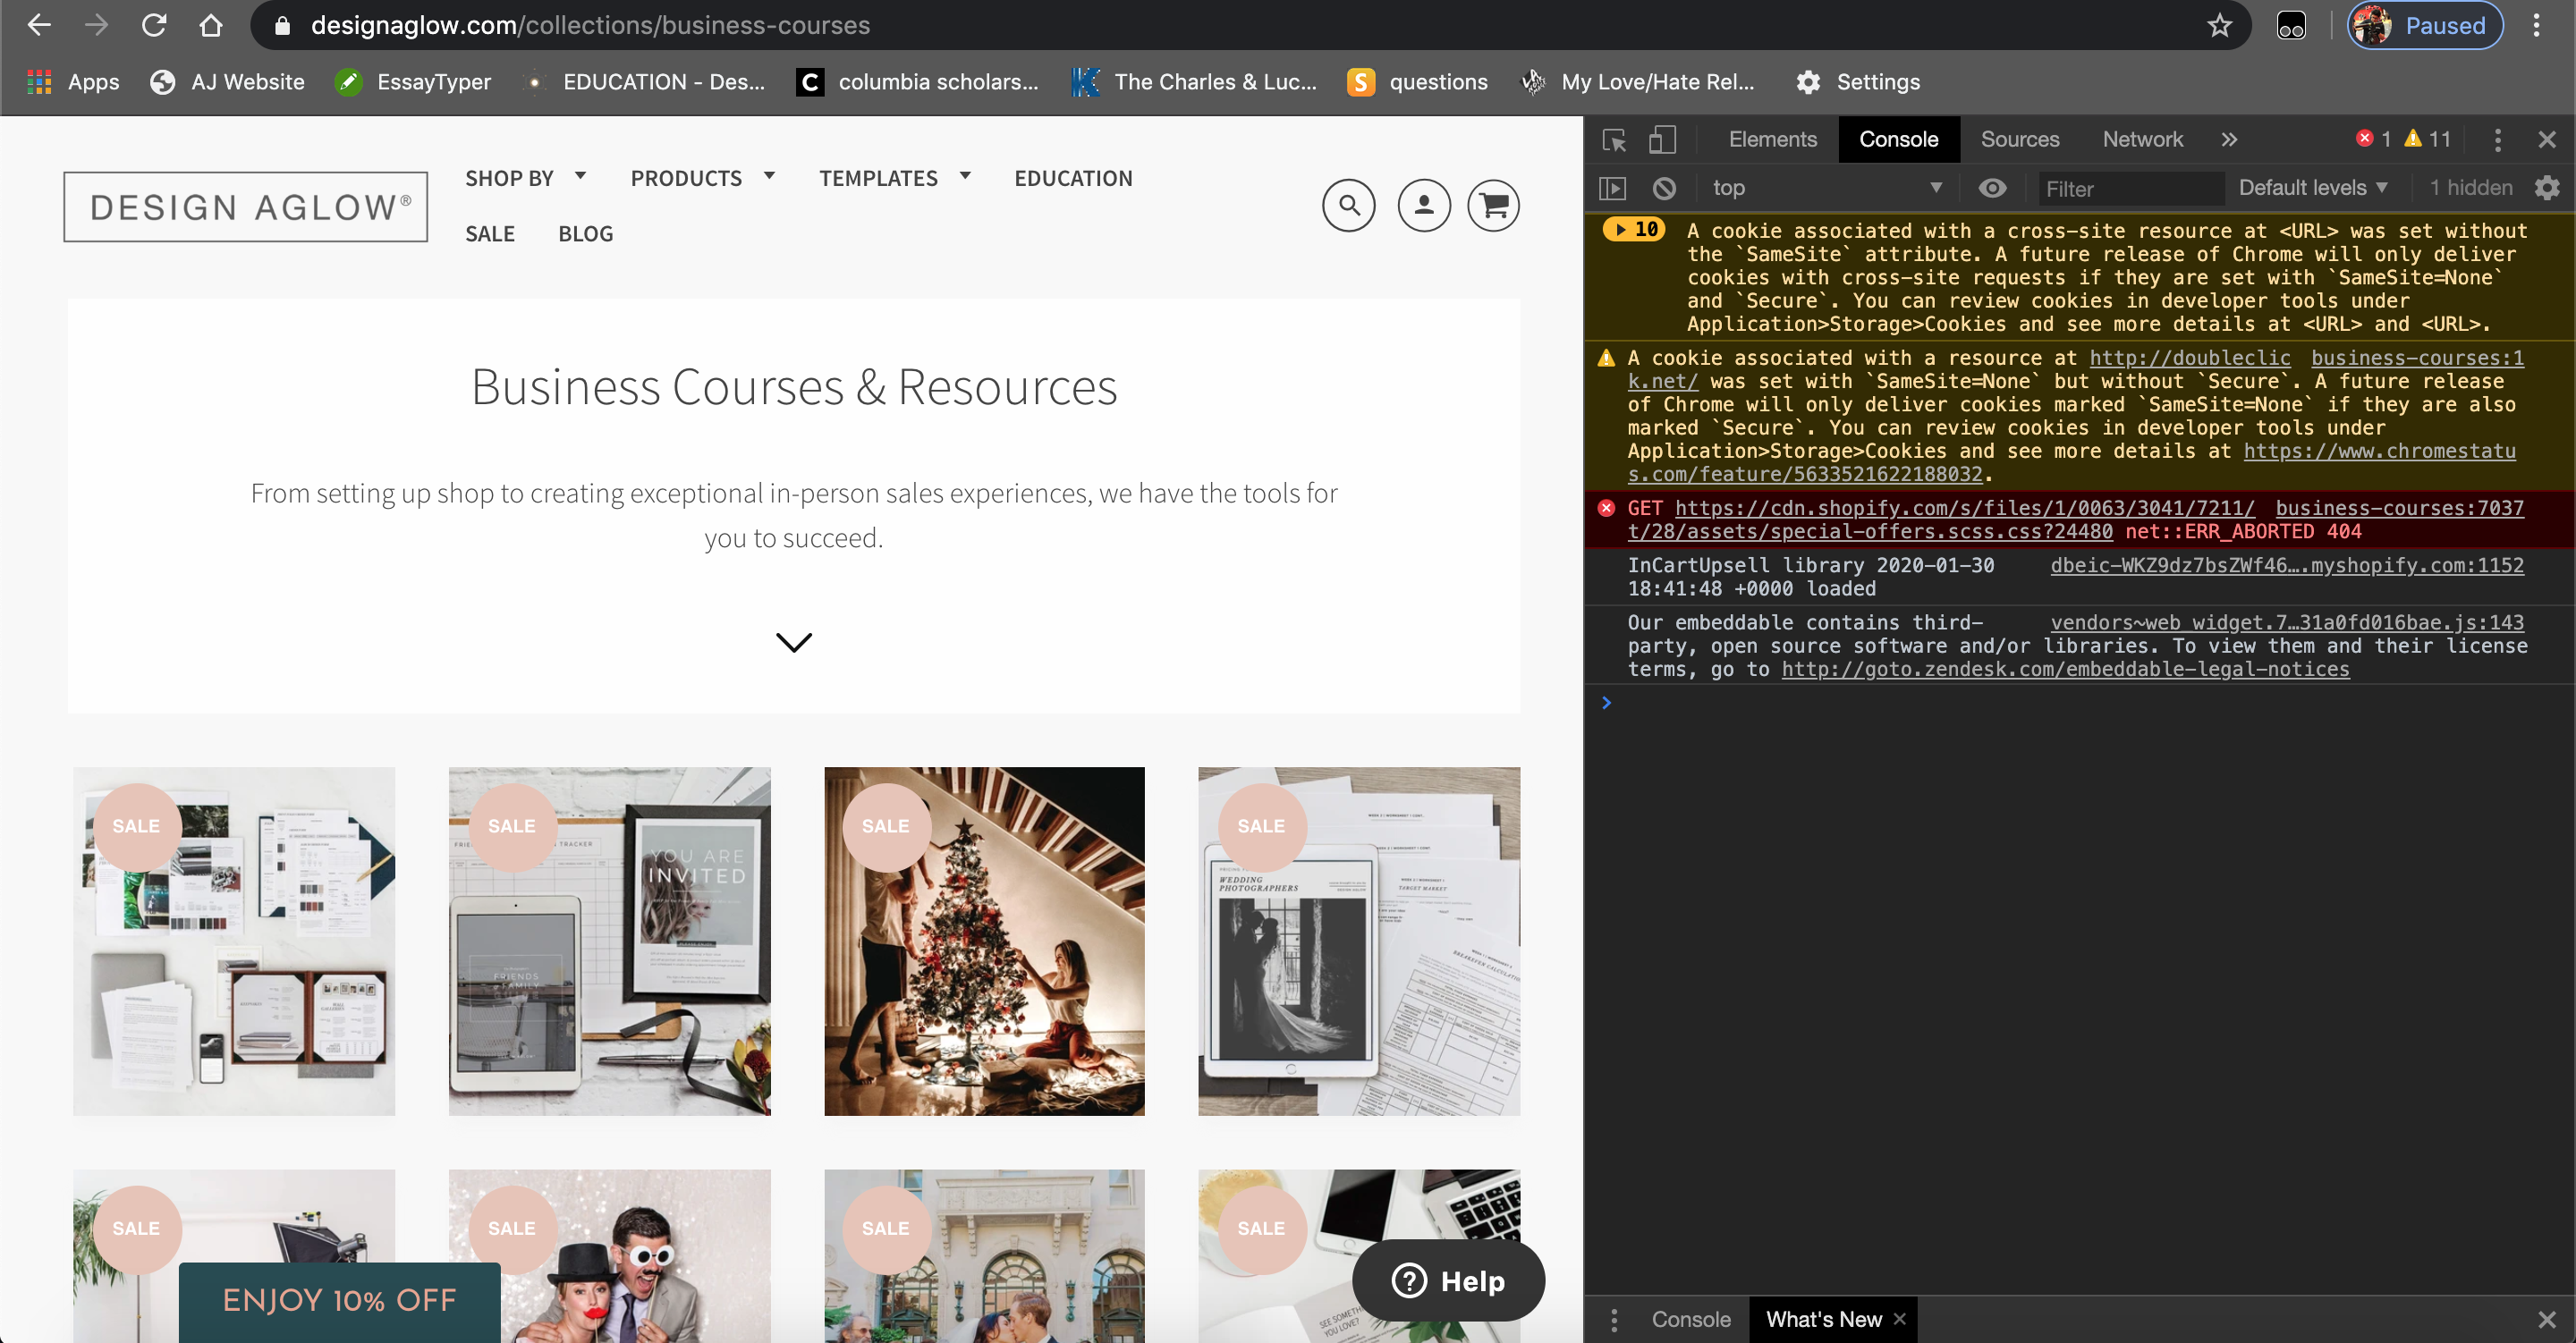 designaglow.com/collections/business-courses
Paused
Apps
AJ Website
EssayTyper
EDUCATION - Des...
columbia scholars...
The Charles & Luc...
questions
My Love/Hate Rel...
Settings
DESIGN AGLOW®
SHOP BY
PRODUCTS
TEMPLATES
EDUCATION
SALE
BLOG
Business Courses & Resources
From setting up shop to creating exceptional in-person sales experiences, we have the tools for
you to succeed.
SALE
SALE
TRACKER
YOU ARE
INVITED
FRIENDS
FAMILY
SALE
SALE
WEDDING
PHOTOGRAPHERS
TARGET MARKET
SALE
SALE
SALE
SALE
SEE SOMETHING
YOU LOVE?
ENJOY 10% OFF
Help
Elements
Console
Sources
Network
1
11
top
Filter
Default levels
1 hidden
10
A cookie associated with a cross-site resource at <URL> was set without
the `SameSite` attribute. A future release of Chrome will only deliver
cookies with cross-site requests if they are set with `SameSite=None`
and `Secure`. You can review cookies in developer tools under
Application>Storage>Cookies and see more details at <URL> and <URL>.
A cookie associated with a resource at http://doubleclic business-courses:1
k.net/ was set with `SameSite=None` but without `Secure`. A future release
of Chrome will only deliver cookies marked `SameSite=None` if they are also
marked `Secure`. You can review cookies in developer tools under
Application>Storage>Cookies and see more details at https://www.chromestatu
s.com/feature/5633521622188032.
GET https://cdn.shopify.com/s/files/1/0063/3041/7211/ business-courses:7037
t/28/assets/special-offers.scss.css?24480 net::ERR_ABORTED 404
InCartUpsell library 2020-01-30 dbeic-WKZ9dz7bsZWf46….myshopify.com:1152
18:41:48 +0000 loaded
Our embeddable contains third- vendors~web_widget.7…31a0fd016bae.js:143
party, open source software and/or libraries. To view them and their license
terms, go to http://goto.zendesk.com/embeddable-legal-notices
Console
What's New